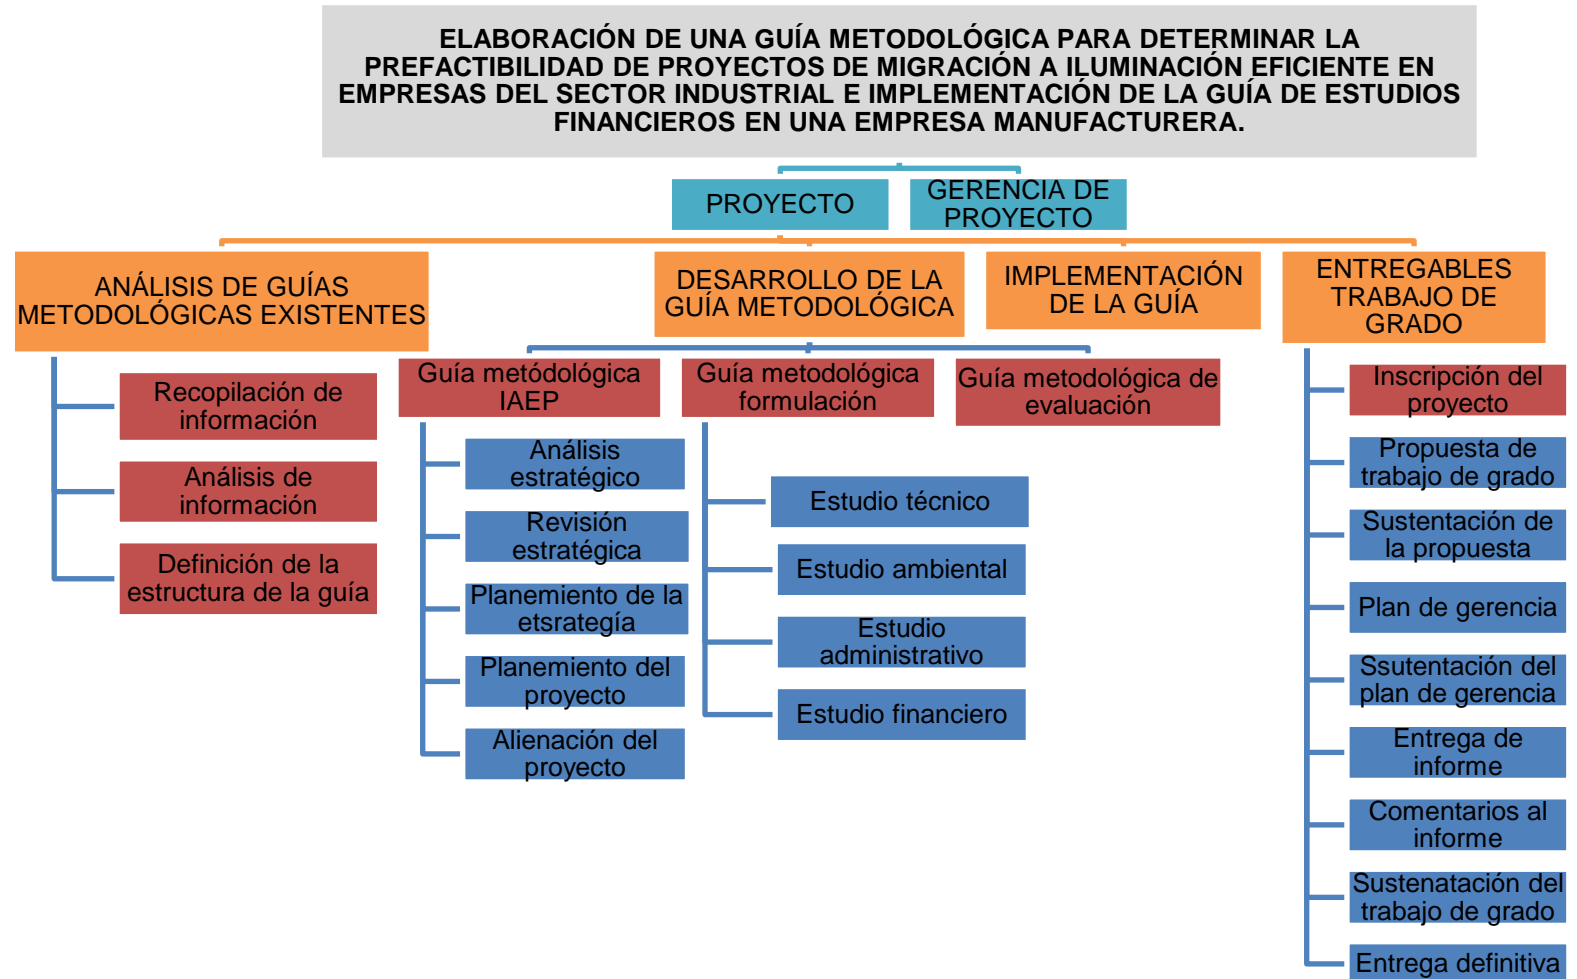 ELABORACIÓN DE UNA GUÍA METODOLÓGICA PARA DETERMINAR LA
PREFACTIBILIDAD DE PROYECTOS DE MIGRACIÓN A ILUMINACIÓN EFICIENTE EN
EMPRESAS DEL SECTOR INDUSTRIAL E IMPLEMENTACIÓN DE LA GUÍA DE ESTUDIOS
FINANCIEROS EN UNA EMPRESA MANUFACTURERA.
PROYECTO
GERENCIA DE
PROYECTO
ANÁLISIS DE GUÍAS
METODOLÓGICAS EXISTENTES
DESARROLLO DE LA
GUÍA METODOLÓGICA
IMPLEMENTACIÓN
DE LA GUÍA
ENTREGABLES
TRABAJO DE
GRADO
Recopilación de
información
Análisis de
información
Definición de la
estructura de la guía
Guía metódológica
IAEP
Análisis
estratégico
Revisión
estratégica
Planemiento de la
etsrategía
Planemiento del
proyecto
Alienación del
proyecto
Guía metodológica
formulación
Estudio técnico
Estudio ambiental
Estudio
administrativo
Estudio financiero
Guía metodológica de
evaluación
Inscripción del
proyecto
Propuesta de
trabajo de grado
Sustentación de
la propuesta
Plan de gerencia
Ssutentación del
plan de gerencia
Entrega de
informe
Comentarios al
informe
Sustenatación del
trabajo de grado
Entrega definitiva